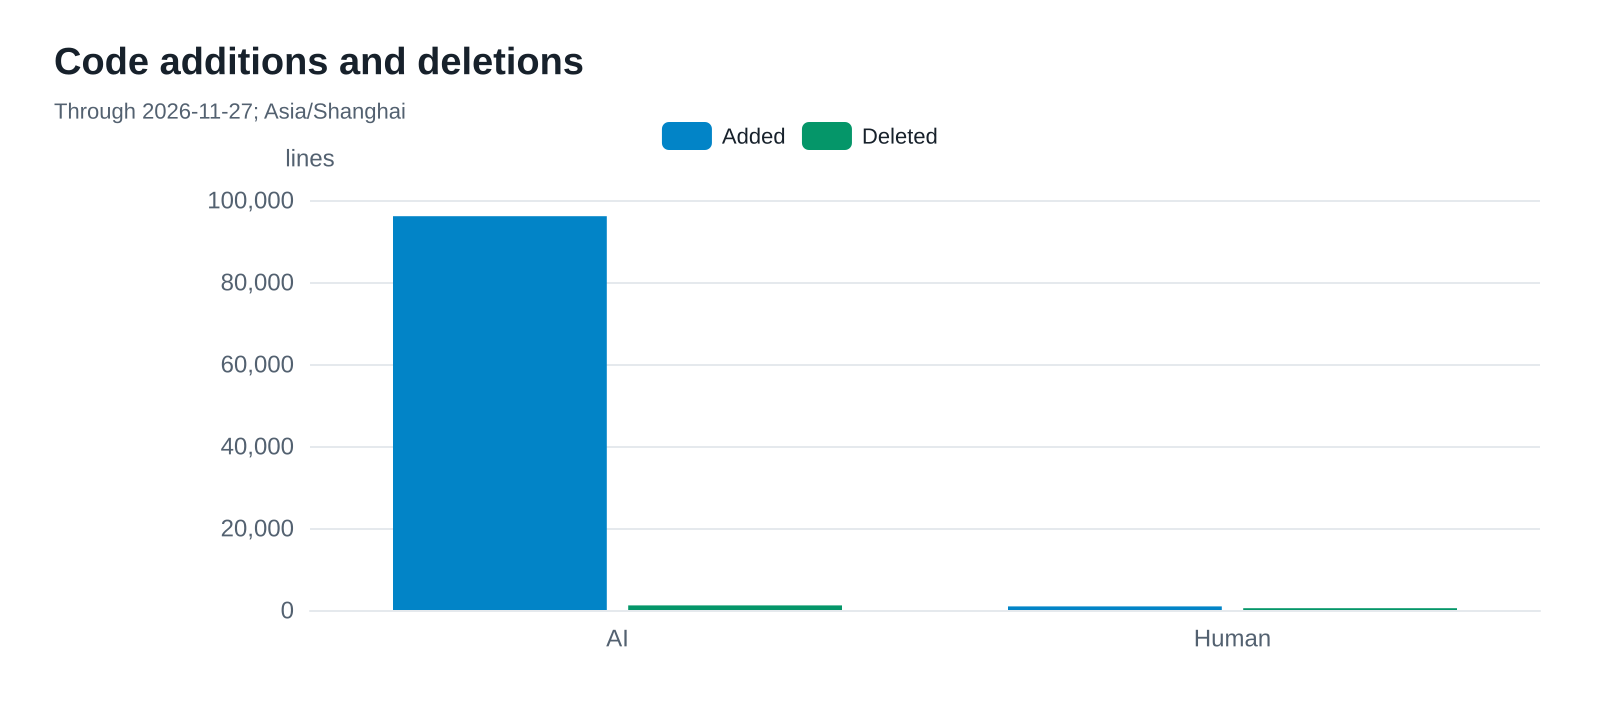 Code additions and deletions
Through 2026-11-27; Asia/Shanghai
Added Deleted
lines
100,000
80,000
60,000
40,000
20,000
0
AI Human